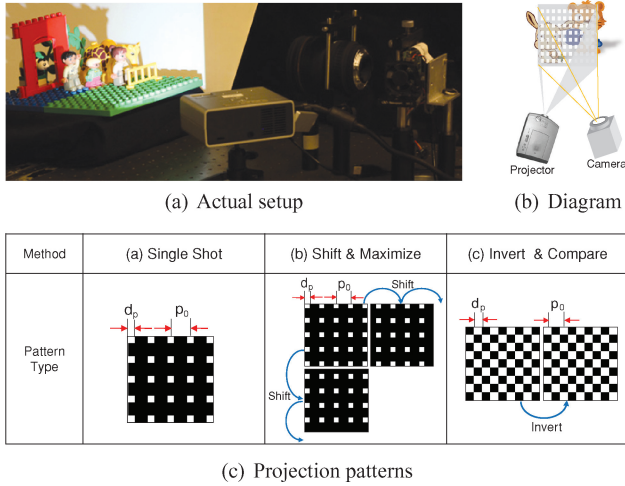 Projector
Camera
(a) Actual setup
(b) Diagram
Method
(a) Single Shot
(b) Shift & Maximize
(c) Invert & Compare
Pattern
Type
dp
p0
dp
p0
Shift
Shift
dp
p0
Invert
(c) Projection patterns